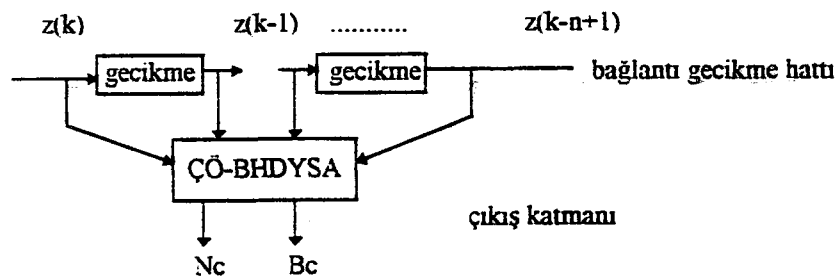 z(k) z(k-1) ............ z(k-n+1)
gecikme gecikme bağlantı gecikme hattı
ÇÖ-BHDYSA
çıkış katmanı
Nc Bc